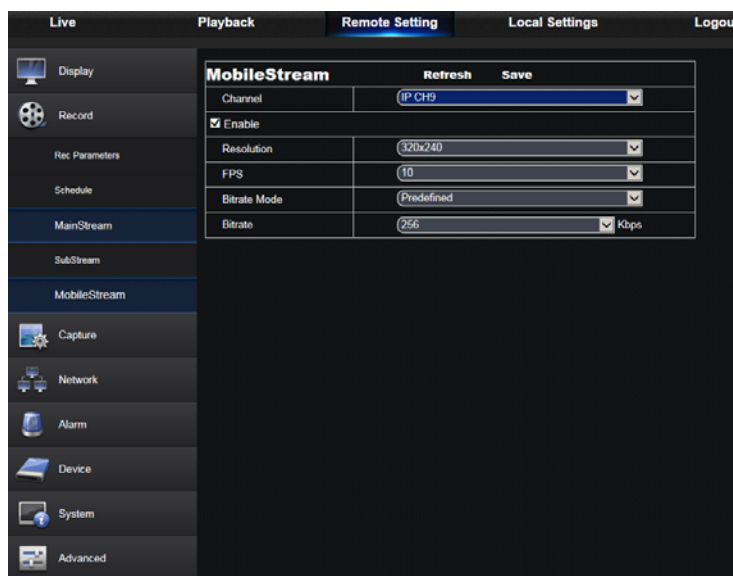 Live Playback Remote Setting Local Settings Logou
Display
Record
Rec Parameters
Schedule
MainStream
SubStream
MobileStream
Capture
Network
Alarm
Device
System
Advanced
MobileStream Refresh Save
Channel IP CH9
Enable
Resolution 320x240
FPS 10
Bitrate Mode Predefined
Bitrate 256 Kbps